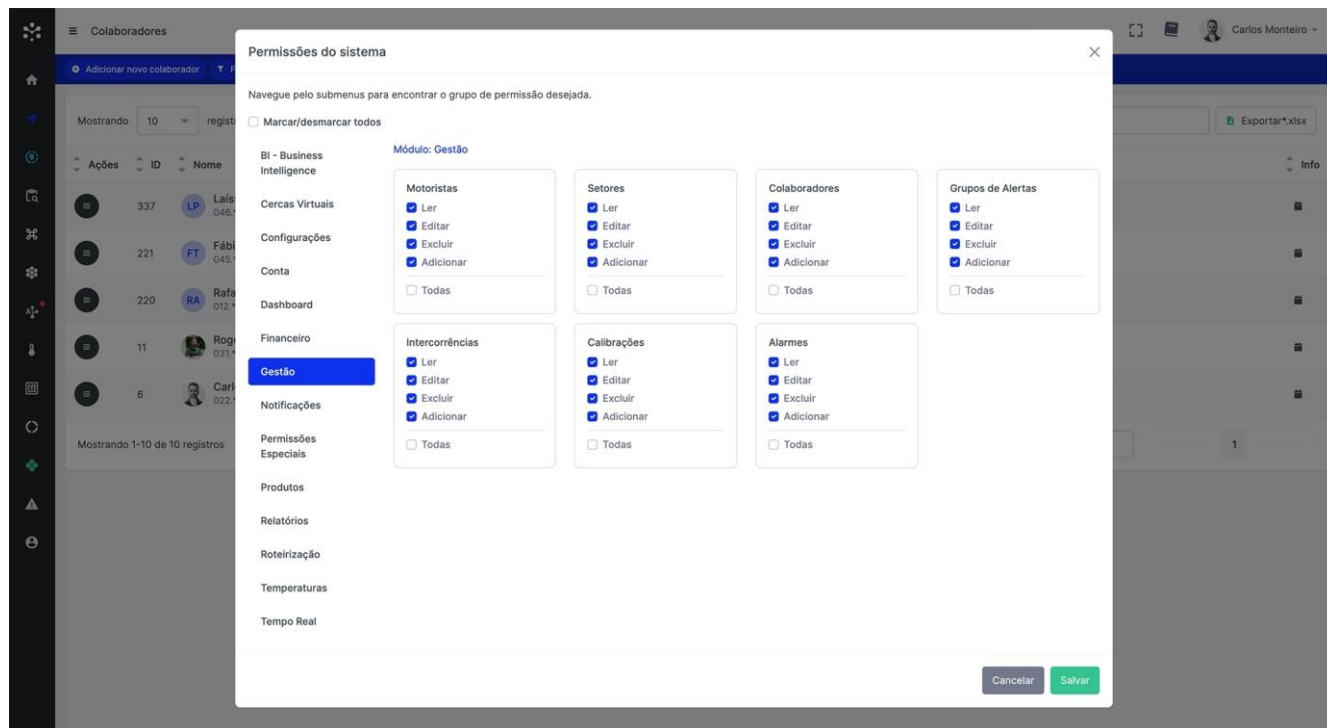 Colaboradores
Carlos Monteiro
Adicionar novo colaborador
Mostrando 10
Exportar*.xlsx
Ações ID Nome
Info
337 LP
046.
221 FT
045.
220 RA
012.
11
031.
6
022.
Mostrando 1-10 de 10 registros
1
Permissões do sistema
Navegue pelo submenus para encontrar o grupo de permissão desejada.
Marcar/desmarcar todos
BI - Business
Intelligence
Cercas Virtuais
Configurações
Conta
Dashboard
Financeiro
Gestão
Notificações
Permissões
Especiais
Produtos
Relatórios
Roteirização
Temperaturas
Tempo Real
Módulo: Gestão
Motoristas
Ler
Editar
Excluir
Adicionar
Todas
Setores
Ler
Editar
Excluir
Adicionar
Todas
Colaboradores
Ler
Editar
Excluir
Adicionar
Todas
Grupos de Alertas
Ler
Editar
Excluir
Adicionar
Todas
Intercorrências
Ler
Editar
Excluir
Adicionar
Todas
Calibrações
Ler
Editar
Excluir
Adicionar
Todas
Alarmes
Ler
Editar
Excluir
Adicionar
Todas
Cancelar
Salvar